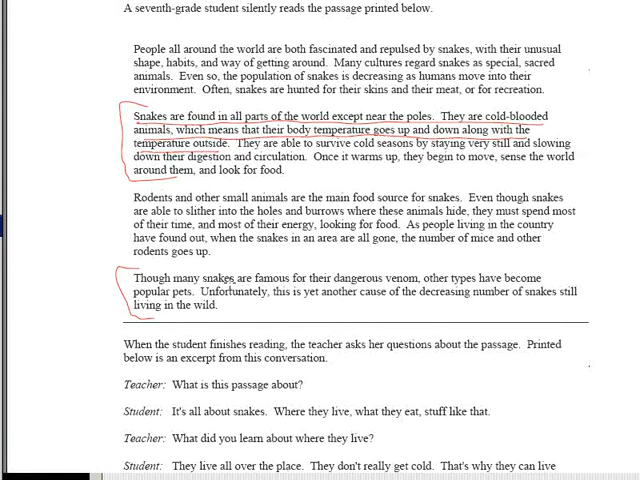 A seventh-grade student silently reads the passage printed below.
People all around the world are both fascinated and repulsed by snakes, with their unusual
shape, habits, and way of getting around.  Many cultures regard snakes as special, sacred
animals.  Even so, the population of snakes is decreasing as humans move into their
environment.  Often, snakes are hunted for their skins and their meat, or for recreation.
Snakes are found in all parts of the world except near the poles.  They are cold-blooded
animals, which means that their body temperature goes up and down along with the
temperature outside.  They are able to survive cold seasons by staying very still and slowing
down their digestion and circulation.  Once it warms up, they begin to move, sense the world
around them, and look for food.
Rodents and other small animals are the main food source for snakes.  Even though snakes
are able to slither into the holes and burrows where these animals hide, they must spend most
of their time, and most of their energy, looking for food.  As people living in the country
have found out, when the snakes in an area are all gone, the number of mice and other
rodents goes up.
Though many snakes are famous for their dangerous venom, other types have become
popular pets.  Unfortunately, this is yet another cause of the decreasing number of snakes still
living in the wild.
When the student finishes reading, the teacher asks her questions about the passage.  Printed
below is an excerpt from this conversation.
Teacher:  What is this passage about?
Student:  It's all about snakes.  Where they live, what they eat, stuff like that.
Teacher:  What did you learn about where they live?
Student:  They live all over the place.  They don't really get cold.  That's why they can live